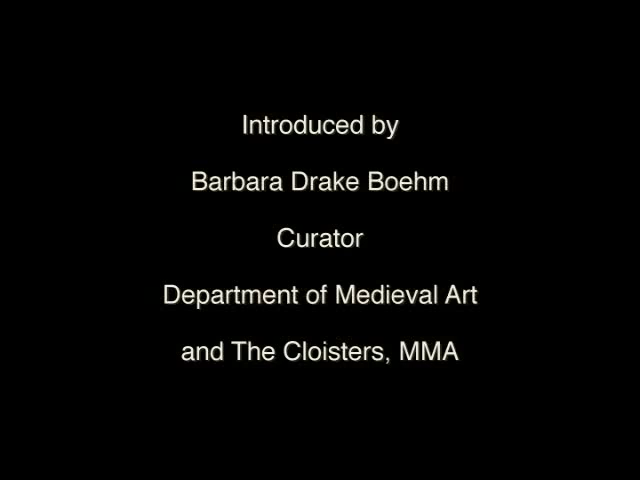 Introduced by
Barbara Drake Boehm
Curator
Department of Medieval Art
and The Cloisters, MMA